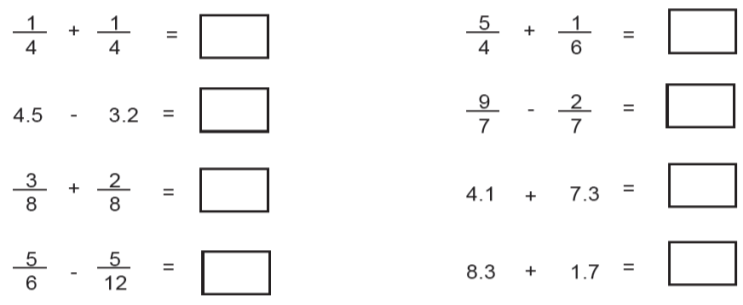 1/4 + 1/4 =
4.5 - 3.2 =
3/8 + 2/8 =
5/6 - 5/12 =
5/4 + 1/6 =
9/7 - 2/7 =
4.1 + 7.3 =
8.3 + 1.7 =